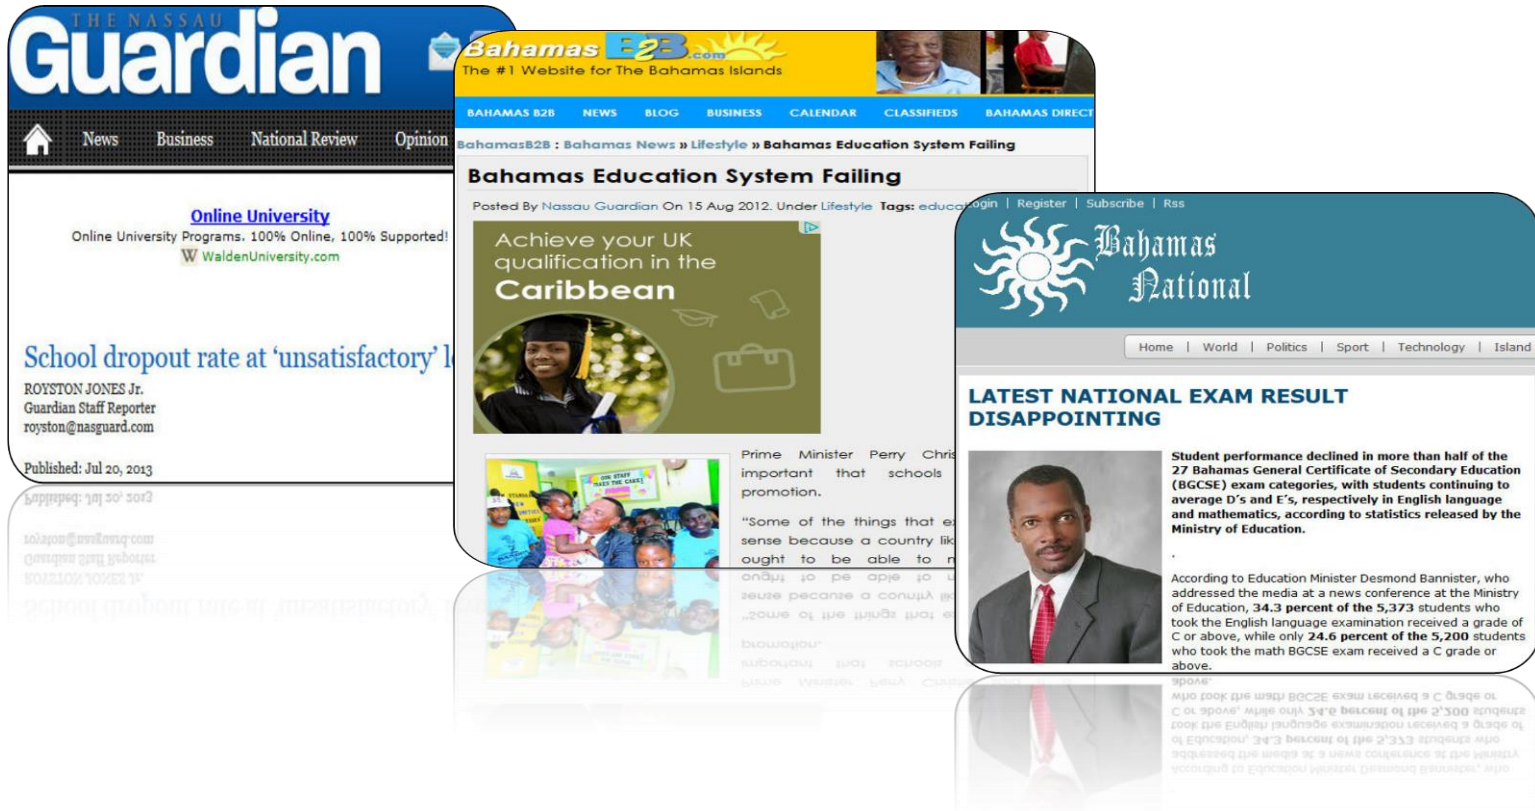 THE NASSAU
Guardian
News Business National Review Opinion
Online University
Online University Programs. 100% Online, 100% Supported!
W WaldenUniversity.com
School dropout rate at ‘unsatisfactory’
ROYSTON JONES Jr.
Guardian Staff Reporter
royston@nasguard.com
Published: Jul 20, 2013
Bahamas B2B.com
The #1 Website for The Bahamas Islands
BAHAMAS B2B NEWS BLOG BUSINESS CALENDAR CLASSIFIEDS BAHAMAS DIRECT
BahamasB2B : Bahamas News » Lifestyle » Bahamas Education System Failing
Bahamas Education System Failing
Posted By Nassau Guardian On 15 Aug 2012. Under Lifestyle Tags: educat
Achieve your UK
qualification in the
Caribbean
OUR STAFF
TAKES THE CAKE!
Prime Minister Perry Chris
important that schools
promotion.
“Some of the things that e
sense because a country lik
ought to be able to
ogin | Register | Subscribe | Rss
Bahamas
National
Home | World | Politics | Sport | Technology | Island
LATEST NATIONAL EXAM RESULT
DISAPPOINTING
Student performance declined in more than half of the
27 Bahamas General Certificate of Secondary Education
(BGCSE) exam categories, with students continuing to
average D’s and E’s, respectively in English language
and mathematics, according to statistics released by the
Ministry of Education.
.
According to Education Minister Desmond Bannister, who
addressed the media at a news conference at the Ministry
of Education, 34.3 percent of the 5,373 students who
took the English language examination received a grade of
C or above, while only 24.6 percent of the 5,200 students
who took the math BGCSE exam received a C grade or
above.